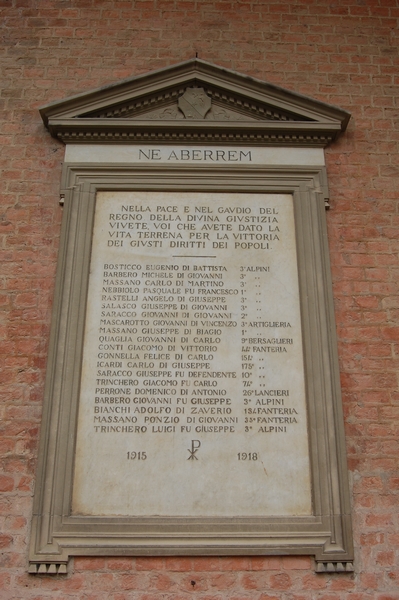 NE ABERREM
NELLA PACE E NEL GAVDIO DEL
REGNO DELLA DIVINA GIVSTIZIA
VIVETE, VOI CHE AVETE DATO LA
VITA TERRENA PER LA VITTORIA
DEI GIVSTI DIRITTI DEI POPOLI.
BOSTICCO EUGENIO DI BATTISTA 3° ALPINI
BARBERO MICHELE DI GIOVANNI 3° ,,
MASSANO CARLO DI MARTINO 3° ,,
NEBBIOLO PASQUALE FU FRANCESCO 1° ,,
RASTELLI ANGELO DI GIUSEPPE 3° ,,
SALASCO GIUSEPPE DI GIOVANNI 3° ,,
SARACCO GIOVANNI DI GIOVANNI 2° ,,
MASCAROTTO GIOVANNI DI VINCENZO 3° ARTIGLIERIA
MASSANO GIUSEPPE DI BIAGIO 1° ,,
QUAGLIA GIOVANNI DI CARLO 9° BERSAGLIERI
CONTI GIACOMO DI VITTORIO FANTERIA
GONNELLA FELICE DI CARLO ,,
ICARDI CARLO DI GIUSEPPE ,,
SARACCO GIUSEPPE FU DEFENDENTE 10° ,,
TRINCHERO GIACOMO FU CARLO 74° ,,
PERRONE DOMENICO DI ANTONIO 26° LANCIERI
BARBERO GIOVANNI FU GIUSEPPE 3° ALPINI
BIANCHI ADOLFO DI ZAVERIO FANTERIA
MASSANO PONZIO DI GIOVANNI FANTERIA
TRINCHERO LUIGI FU GIUSEPPE 3° ALPINI
1915 1918